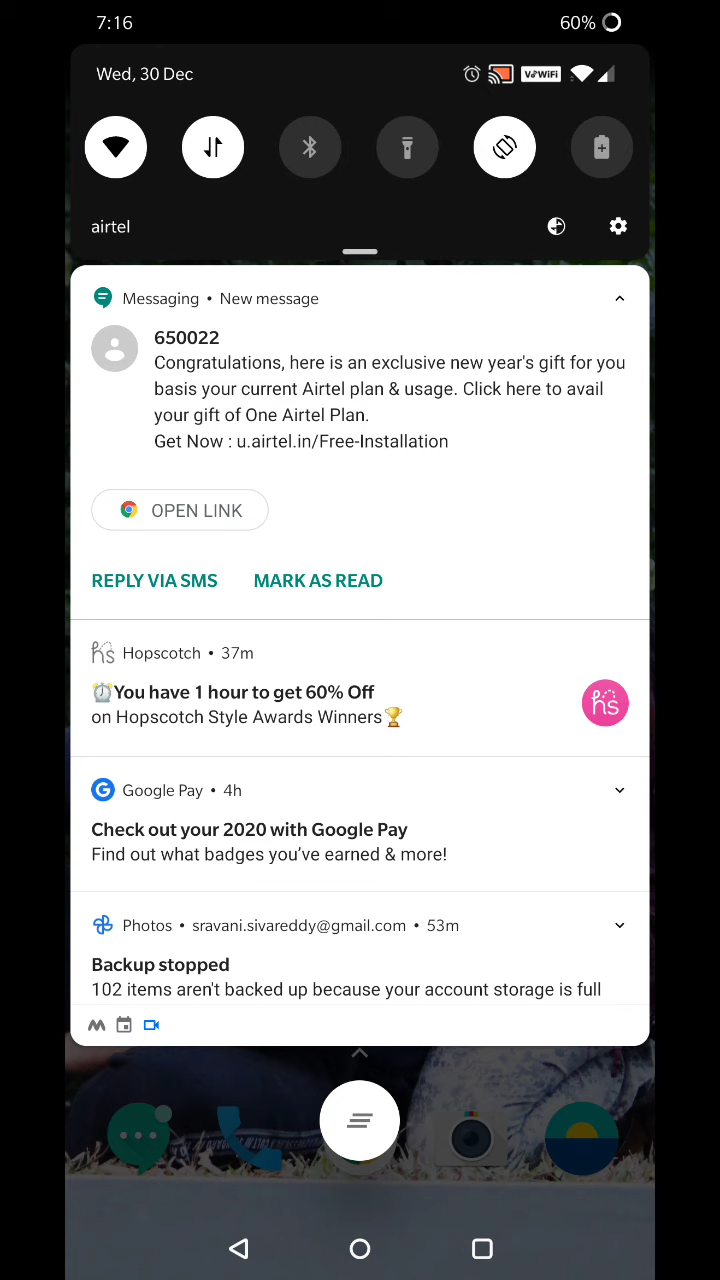 7:16 60%
Wed, 30 Dec VoWiFi
airtel
Messaging • New message
650022
Congratulations, here is an exclusive new year's gift for you
basis your current Airtel plan & usage. Click here to avail
your gift of One Airtel Plan.
Get Now : u.airtel.in/Free-Installation
OPEN LINK
REPLY VIA SMS MARK AS READ
hs Hopscotch • 37m
⏰You have 1 hour to get 60% Off
on Hopscotch Style Awards Winners🏆
hs
Google Pay • 4h
Check out your 2020 with Google Pay
Find out what badges you’ve earned & more!
Photos • sravani.sivareddy@gmail.com • 53m
Backup stopped
102 items aren't backed up because your account storage is full